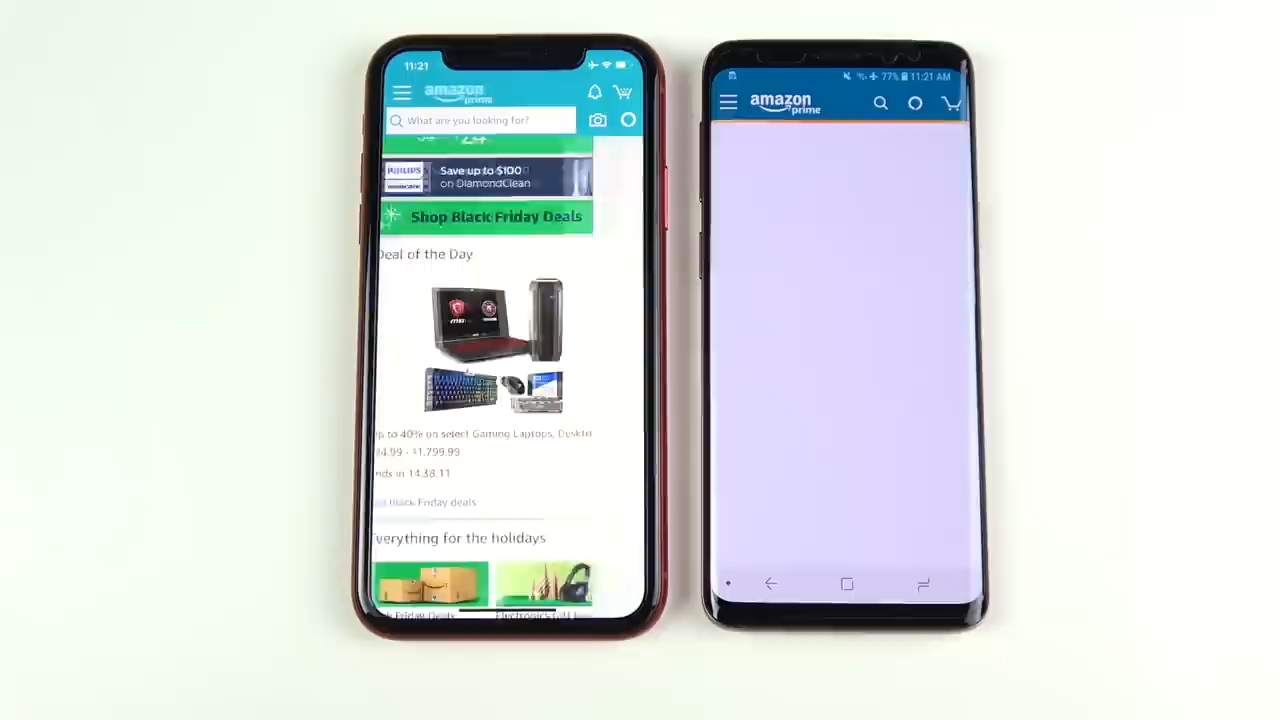 11:21
amazon
prime
What are you looking for?
PHILIPS
Save up to $100
on DiamondClean
Shop Black Friday Deals
Deal of the Day
msi
up to 40% on select Gaming Laptops, Deskto
4.99 - $1,799.99
nds in 14:38:11
Black Friday deals
Everything for the holidays
Friday Deals
Electronics
77% 11:21 AM
amazon
prime